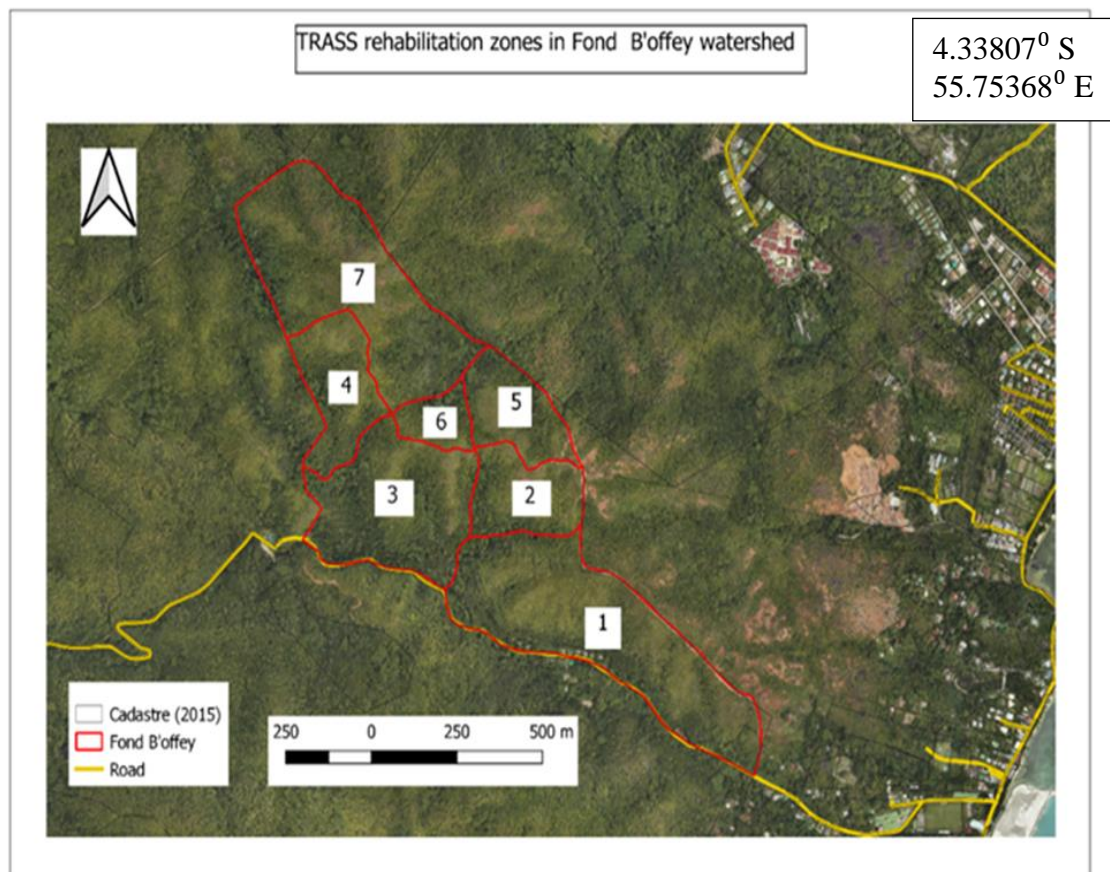 TRASS rehabilitation zones in Fond B'offey watershed
4.33807⁰ S
55.75368⁰ E
7
4
5
6
3
2
1
Cadastre (2015)
Fond B'offey
Road
250 0 250 500 m